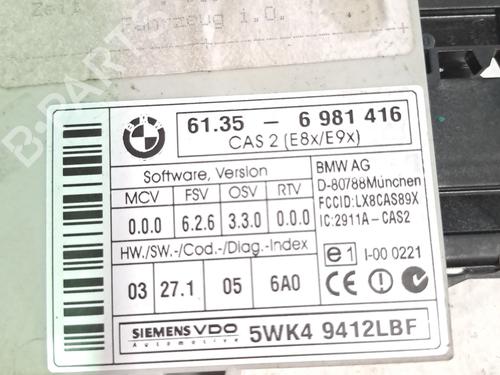 Zeit
Fahrzeug i.O.
B-PARTS
BMW
61.35 - 6 981 416
CAS 2 (E8x/E9x)
Software, Version
MCV FSV OSV RTV
0.0.0 6.2.6 3.3.0 0.0.0
HW./SW.-/Cod.-/Diag.-Index
03 27.1 05 6A0
BMW AG
D-80788München
FCCID:LX8CAS89X
IC:2911A-CAS2
e1 I-00 0221
SIEMENS VDO
Automotive
5WK4 9412LBF